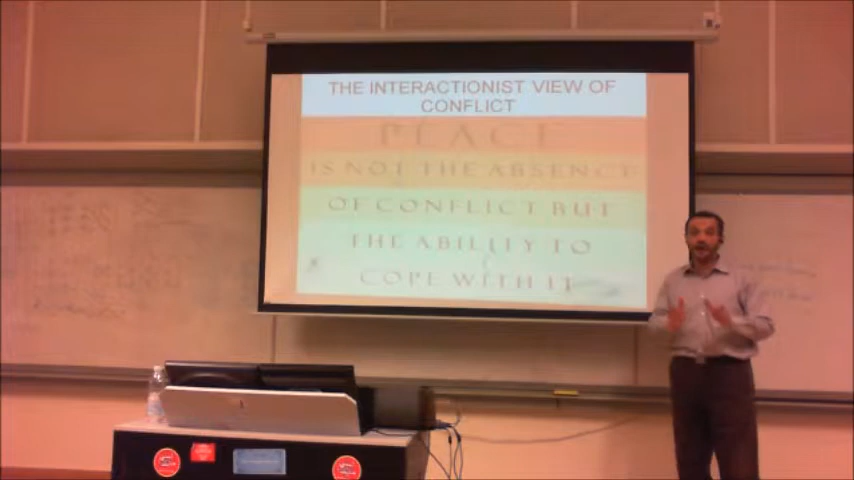 THE INTERACTIONIST VIEW OF
CONFLICT
PEACE
IS NOT THE ABSENCE
OF CONFLICT BUT
THE ABILITY TO
COPE WITH IT